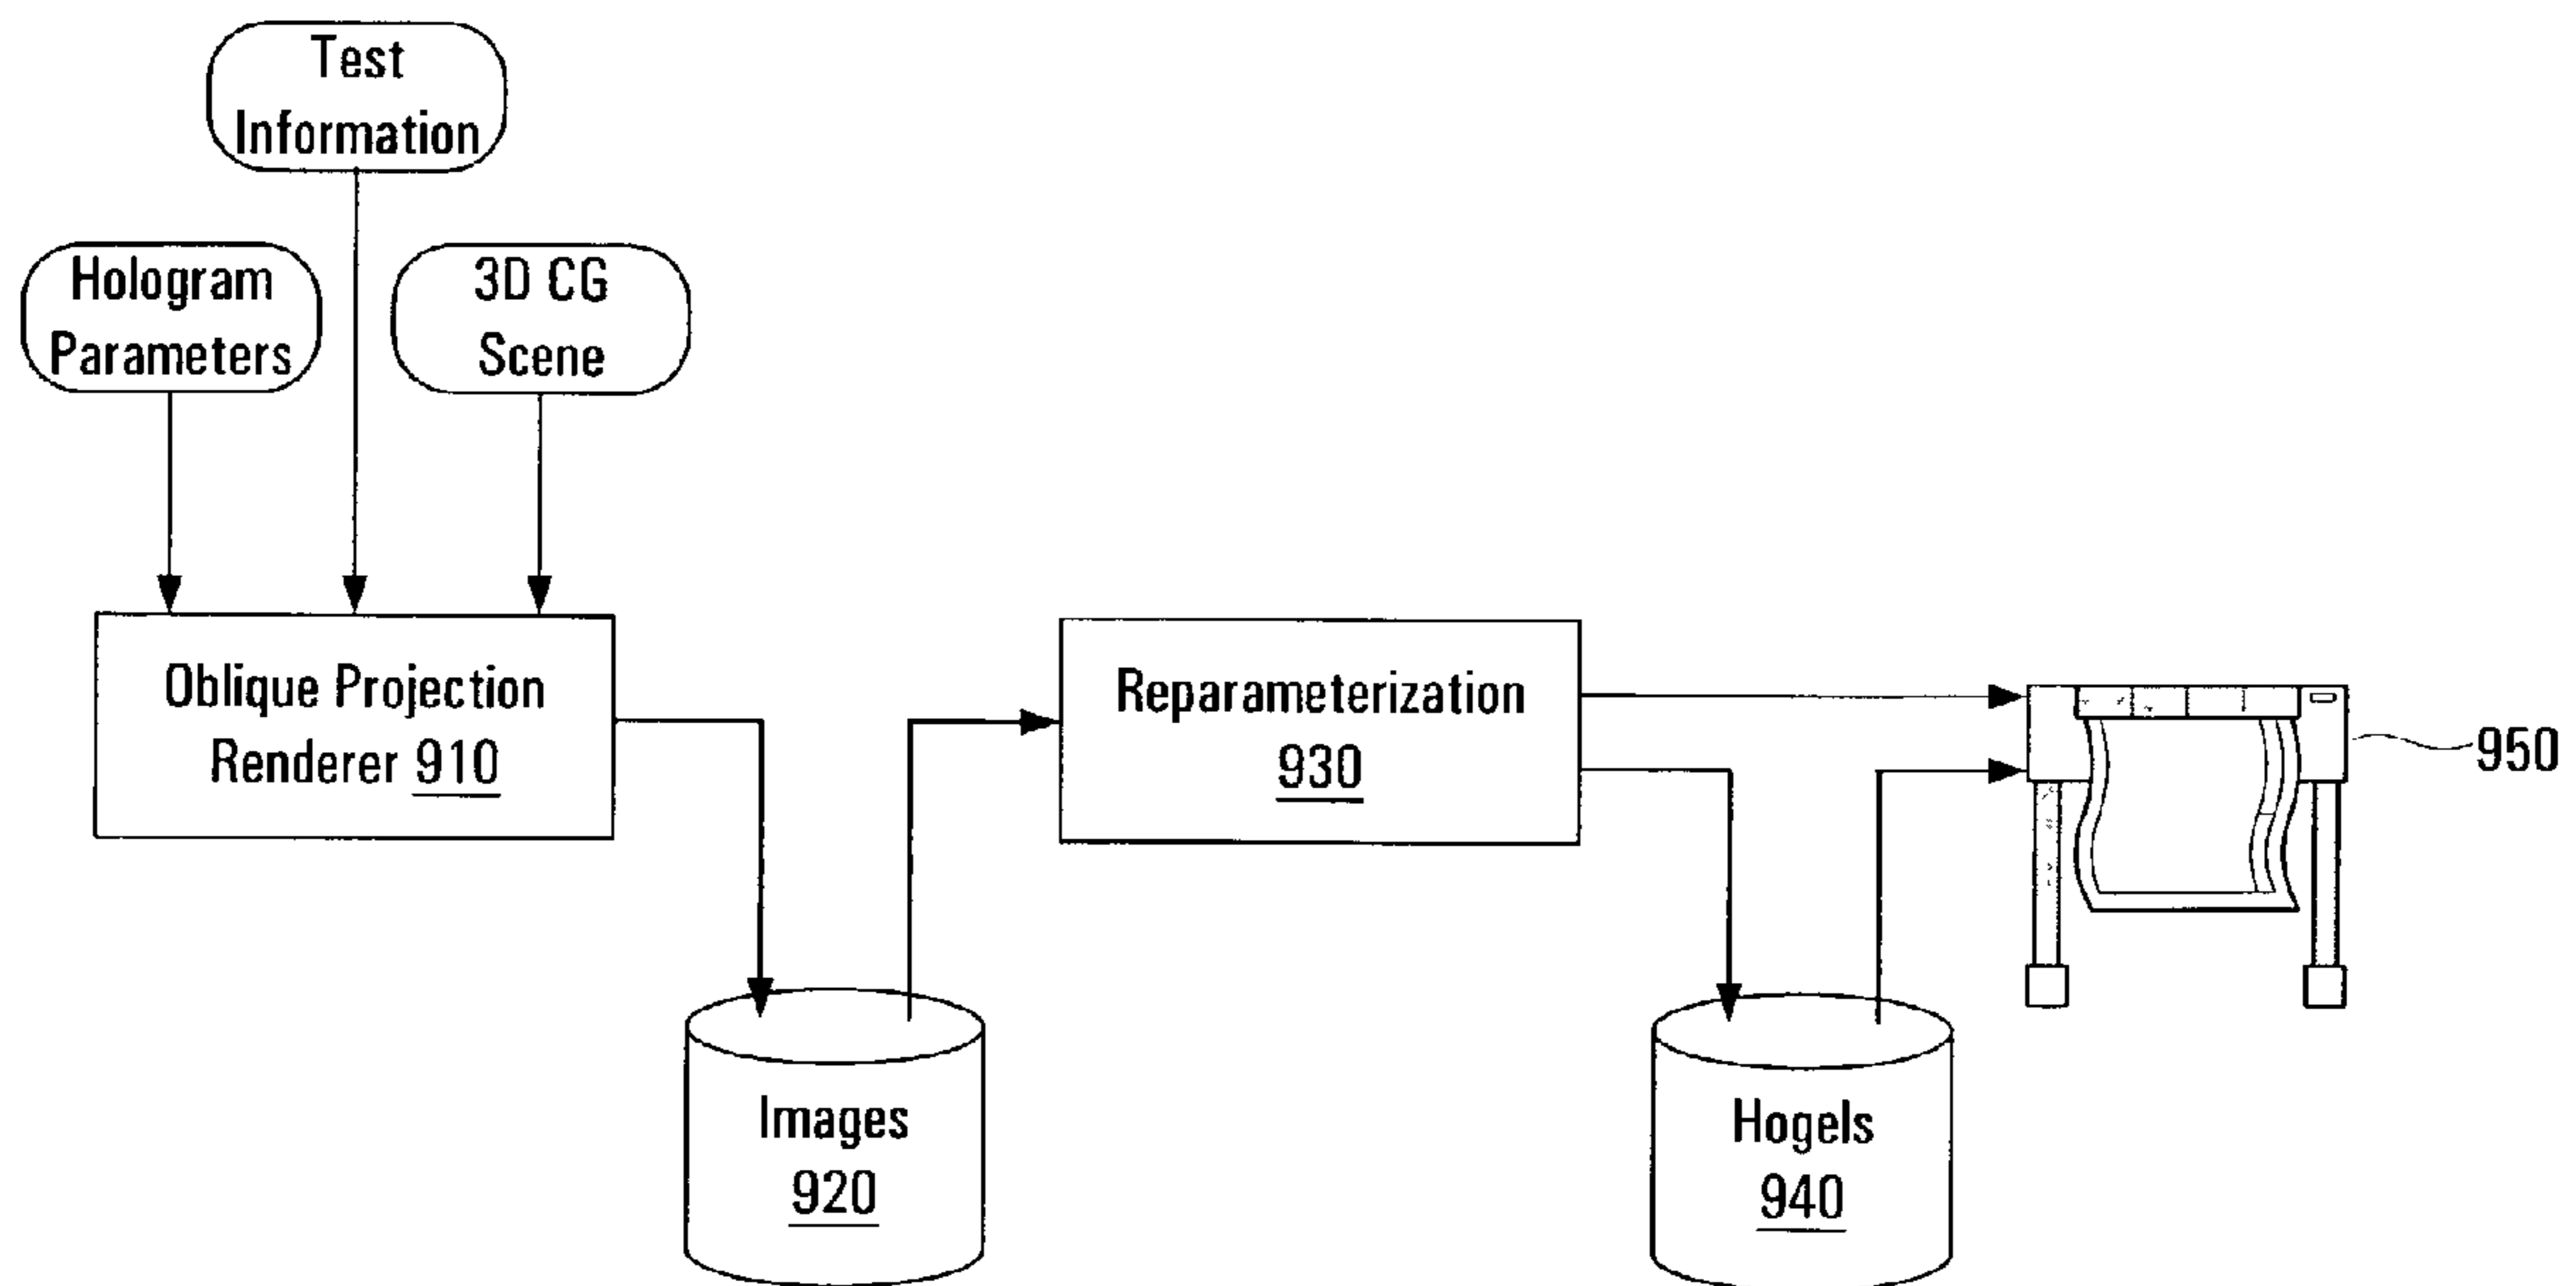 Test
Information
Hologram
Parameters
3D CG
Scene
Oblique Projection
Renderer 910
Reparameterization
930
950
Images
920
Hogels
940